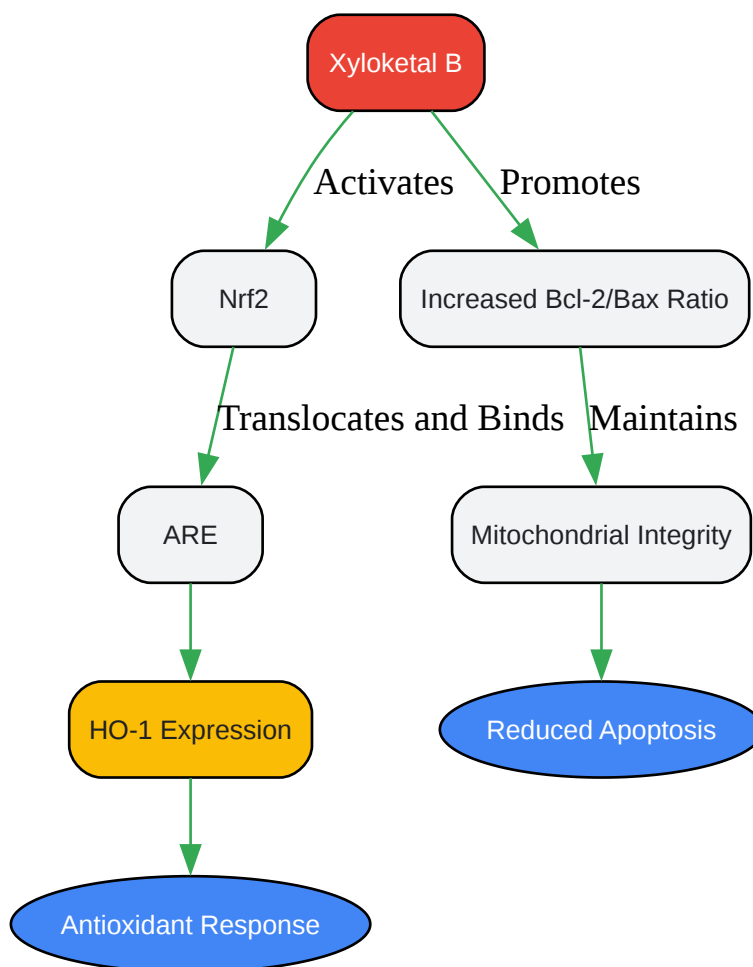 Xyloketal B
Activates
Promotes
Nrf2
Increased Bcl-2/Bax Ratio
Translocates and Binds
Maintains
ARE
Mitochondrial Integrity
HO-1 Expression
Reduced Apoptosis
Antioxidant Response